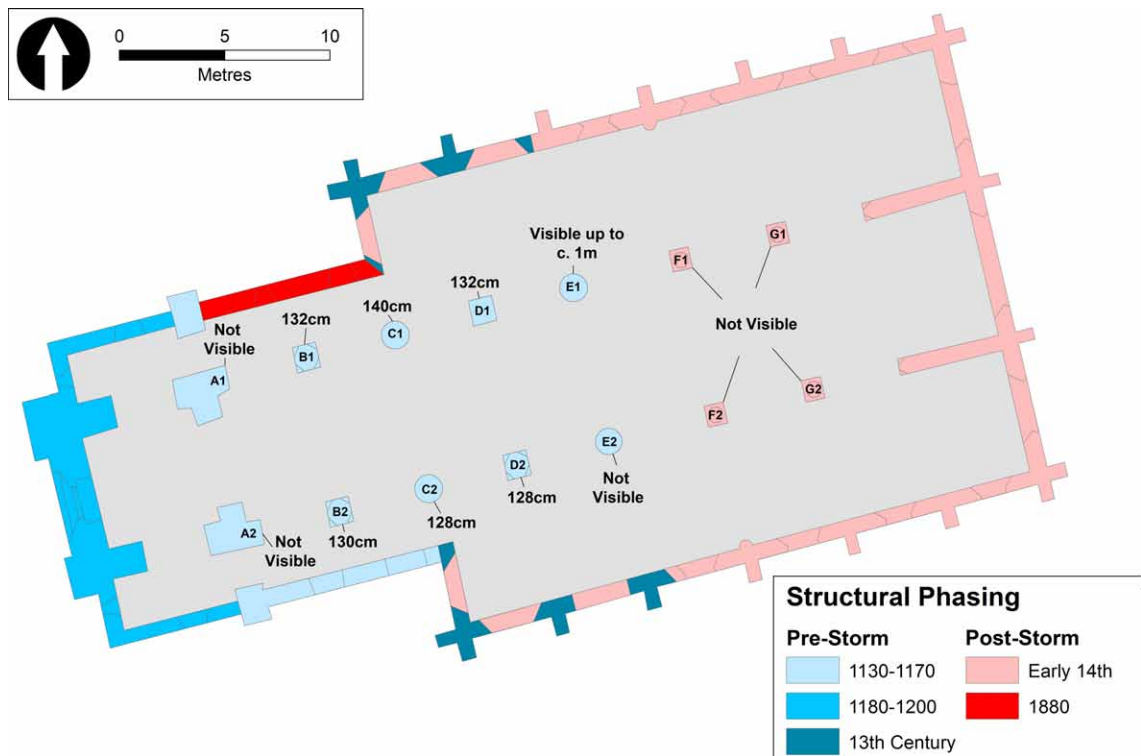 0 5 10
Metres
Visible up to
c. 1m
G1
F1
132cm
E1
D1
140cm
132cm
C1
Not
Visible
B1
Not Visible
A1
G2
F2
E2
D2
Not
Visible
128cm
C2
B2
128cm
A2
130cm
Not
Visible
Structural Phasing
Pre-Storm Post-Storm
1130-1170 Early 14th
1180-1200 1880
13th Century